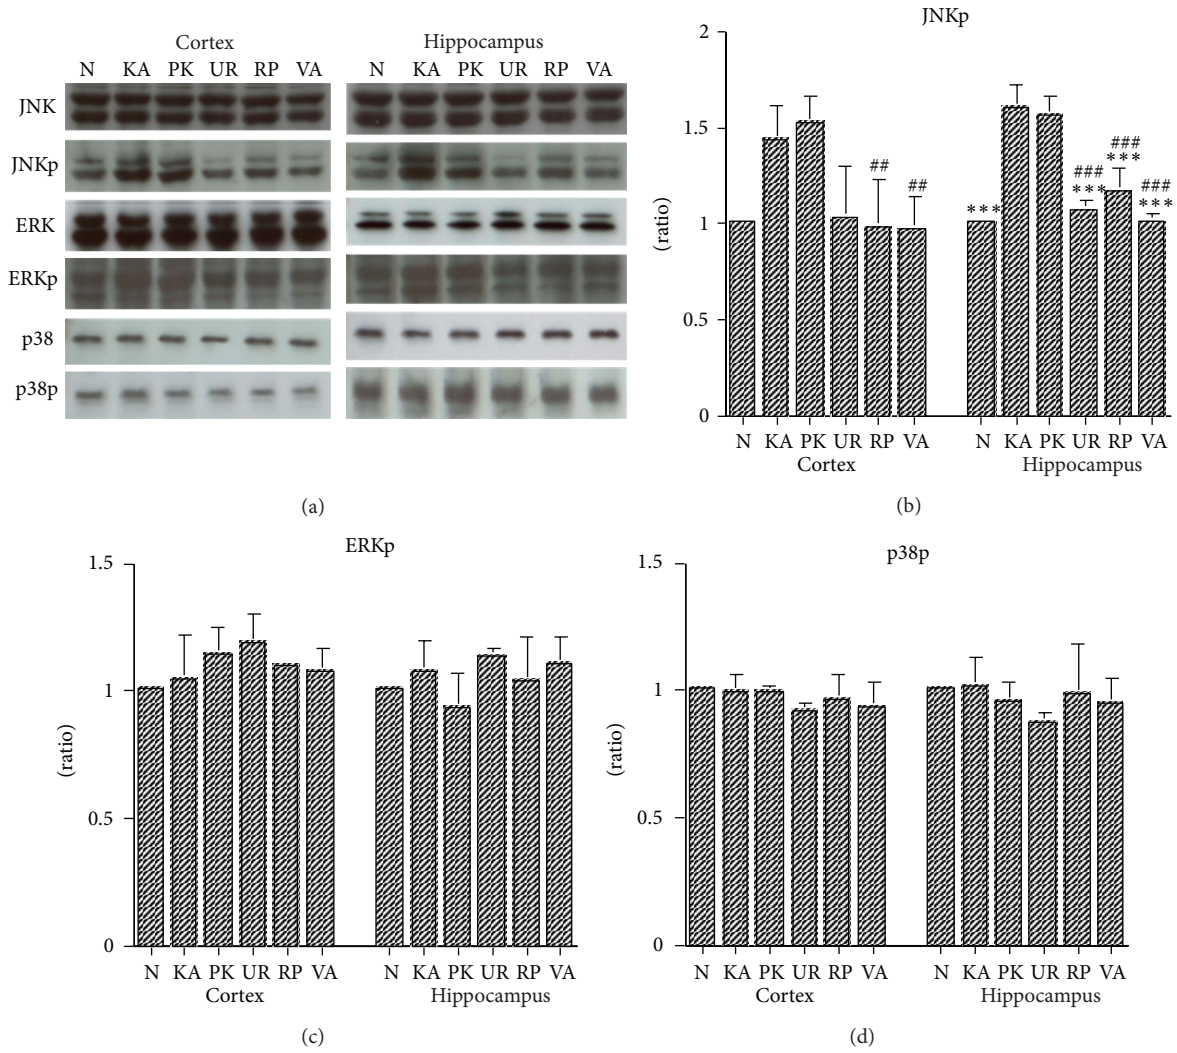 Cortex Hippocampus
N KA PK UR RP VA N KA PK UR RP VA
JNK
JNKp
ERK
ERKp
p38
p38p
(a)
JNKp
2
1.5
1
0.5
0
(ratio)
## ##
*** ### *** ### *** ### ***
N KA PK UR RP VA N KA PK UR RP VA
Cortex Hippocampus
(b)
ERKp
1.5
1
0.5
0
(ratio)
N KA PK UR RP VA N KA PK UR RP VA
Cortex Hippocampus
(c)
p38p
1.5
1
0.5
0
(ratio)
N KA PK UR RP VA N KA PK UR RP VA
Cortex Hippocampus
(d)